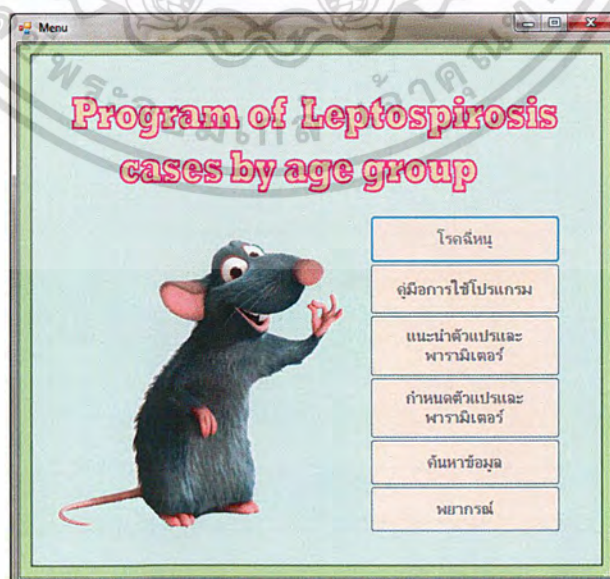 Menu
Program of Leptospirosis
cases by age group
โรคฉี่หนู
คู่มือการใช้โปรแกรม
แนะนำตัวแปรและ
พารามิเตอร์
กำหนดตัวแปรและ
พารามิเตอร์
ค้นหาข้อมูล
พยากรณ์